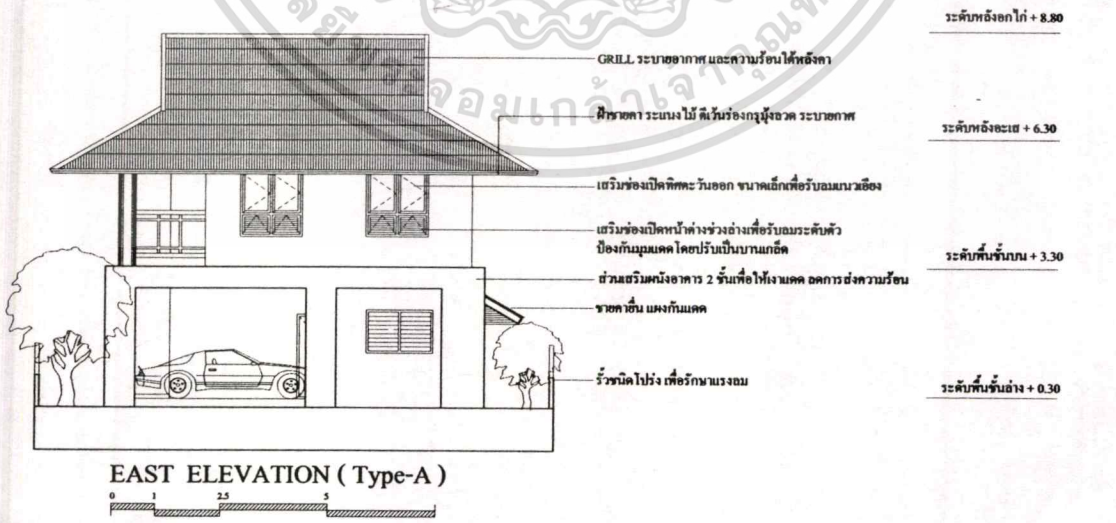 ระดับหลังอกไก่ + 8.80
GRILL ระบายอากาศ และความร้อนใต้หลังคา
ฝ้าชายคา ระแนงไม้ ตีเว้นร่องกรุมุ้งลวด ระบายกาศ
ระดับหลังอะเส + 6.30
เสริมช่องเปิดทิศตะวันออก ขนาดเล็กเพื่อรับลมแนวเอียง
เสริมช่องเปิดหน้าต่างช่วงล่างเพื่อรับลมระดับตัว
ป้องกันมุมแดด โดยปรับเป็นบานเกล็ด
ระดับพื้นชั้นบน + 3.30
ส่วนเสริมผนังอาคาร 2 ชั้นเพื่อให้เงาแดด ลดการส่งความร้อน
ชายคายื่น แผงกันแดด
รั้วชนิดโปร่ง เพื่อรักษาแรงลม
ระดับพื้นชั้นล่าง + 0.30
EAST ELEVATION ( Type-A )
0 1 2.5 5